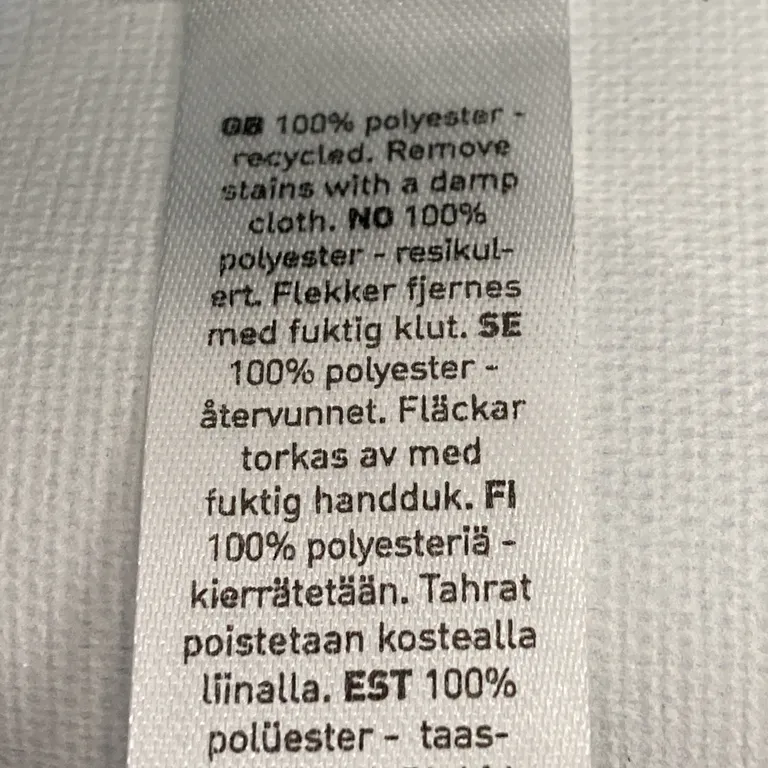 GB 100% polyester -
recycled. Remove
stains with a damp
cloth. NO 100%
polyester - resikul-
ert. Flekker fjernes
med fuktig klut. SE
100% polyester -
återvunnet. Fläckar
torkas av med
fuktig handduk. FI
100% polyesteriä -
kierrätetään. Tahrat
poistetaan kostealla
liinalla. EST 100%
polüester - taas-